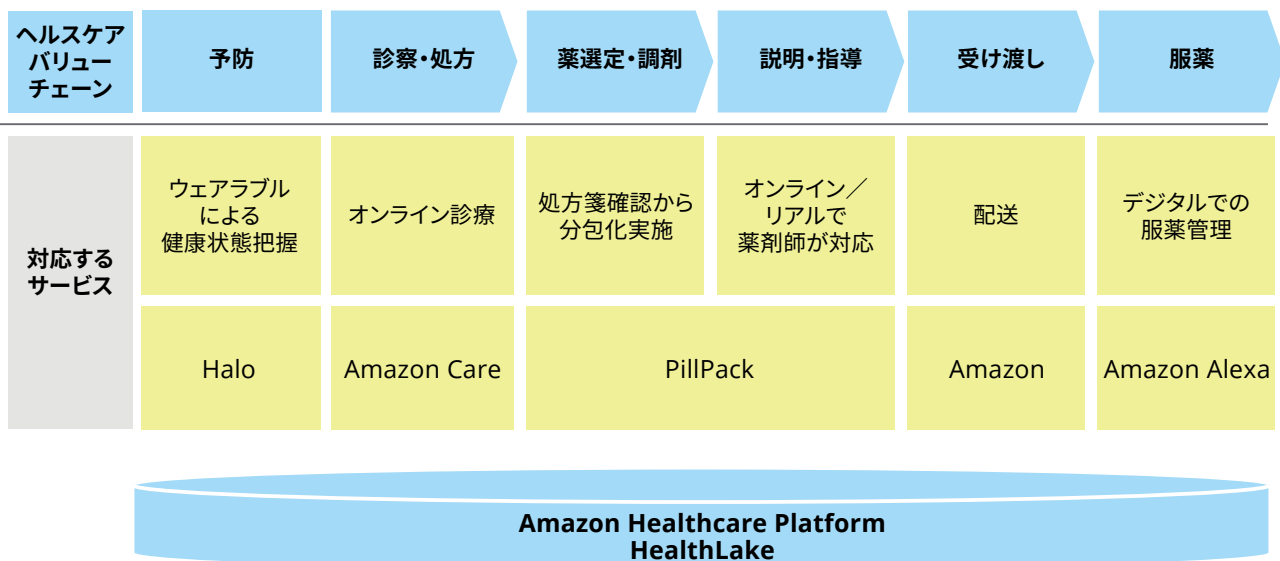 ヘルスケア
バリュー
チェーン
予防
診察・処方
薬選定・調剤
説明・指導
受け渡し
服薬
対応する
サービス
ウェアラブル
による
健康状態把握
オンライン診療
処方箋確認から
分包化実施
オンライン／
リアルで
薬剤師が対応
配送
デジタルでの
服薬管理
Halo
Amazon Care
PillPack
Amazon
Amazon Alexa
Amazon Healthcare Platform
HealthLake